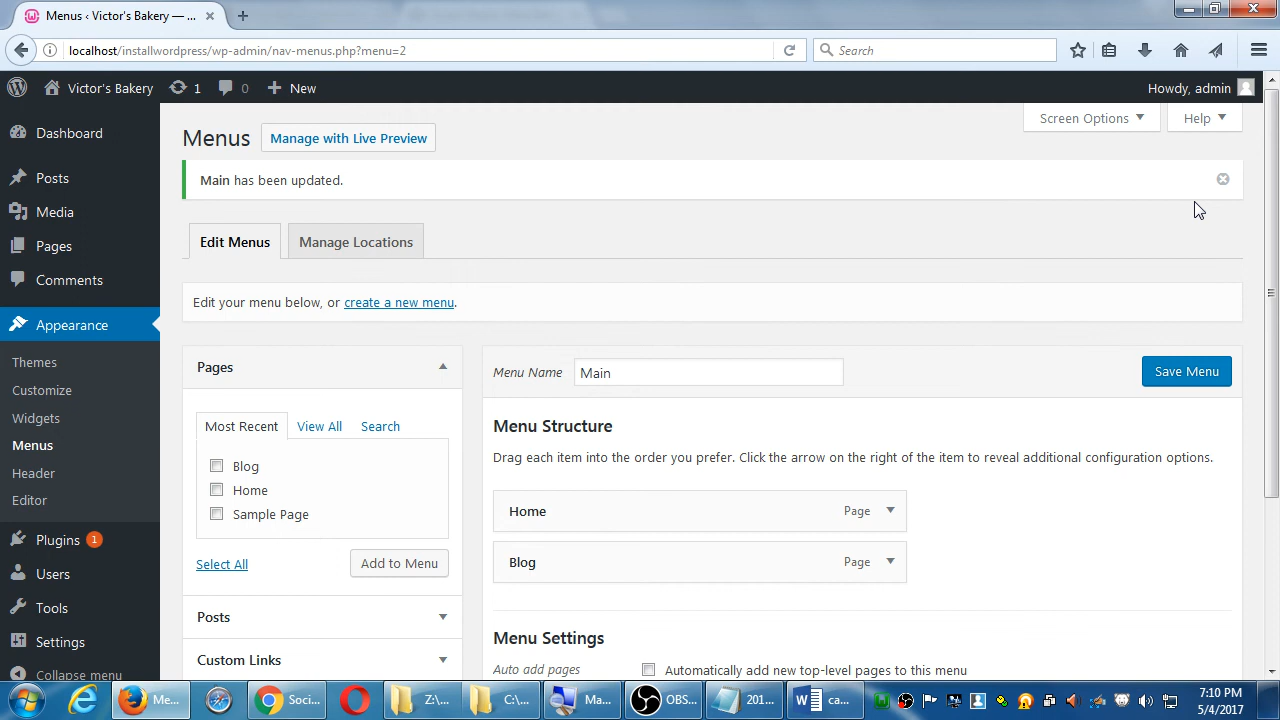 Menus ‹ Victor's Bakery — ...
localhost/installwordpress/wp-admin/nav-menus.php?menu=2
Search
Victor's Bakery
1
0
New
Howdy, admin
Dashboard
Posts
Media
Pages
Comments
Appearance
Themes
Customize
Widgets
Menus
Header
Editor
Plugins 1
Users
Tools
Settings
Collapse menu
Screen Options
Help
Menus
Manage with Live Preview
Main has been updated.
Edit Menus
Manage Locations
Edit your menu below, or create a new menu.
Pages
Most Recent
View All
Search
Blog
Home
Sample Page
Select All
Add to Menu
Posts
Custom Links
Menu Name
Main
Save Menu
Menu Structure
Drag each item into the order you prefer. Click the arrow on the right of the item to reveal additional configuration options.
Home Page
Blog Page
Menu Settings
Auto add pages
Automatically add new top-level pages to this menu
Me...
Soci...
Z:\...
C:\...
Ma...
OBS...
201...
ca...
7:10 PM
5/4/2017